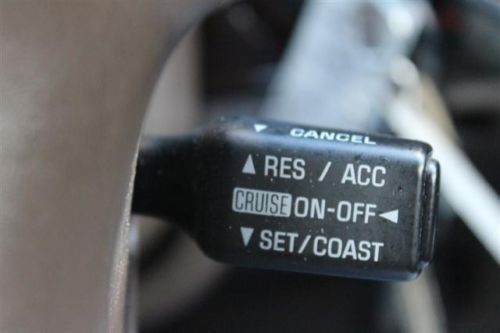 ▼ CANCEL
▲ RES / ACC
CRUISE ON-OFF ◄
▼ SET/COAST